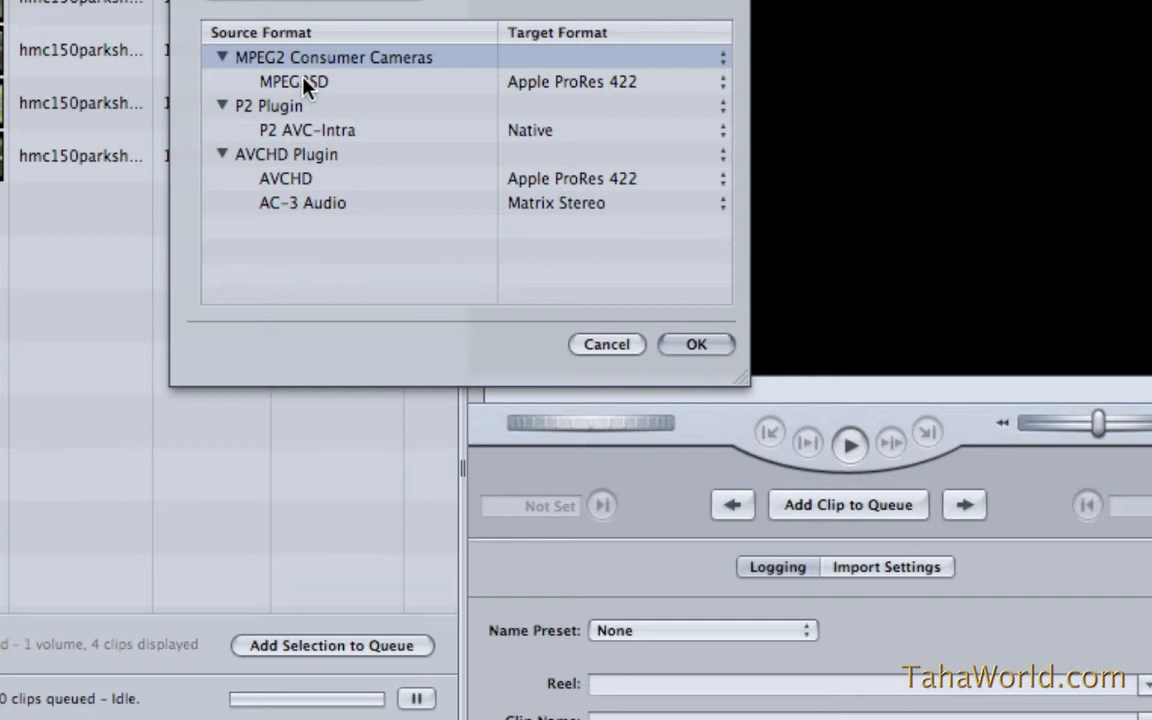 Source Format
Target Format
MPEG2 Consumer Cameras
MPEG2SD
Apple ProRes 422
P2 Plugin
P2 AVC-Intra
Native
AVCHD Plugin
AVCHD
Apple ProRes 422
AC-3 Audio
Matrix Stereo
Cancel
OK
hmc150parksh...
hmc150parksh...
hmc150parksh...
Not Set
Add Clip to Queue
Logging
Import Settings
d - 1 volume, 4 clips displayed
Add Selection to Queue
Name Preset:
None
0 clips queued - Idle.
Reel:
TahaWorld.com